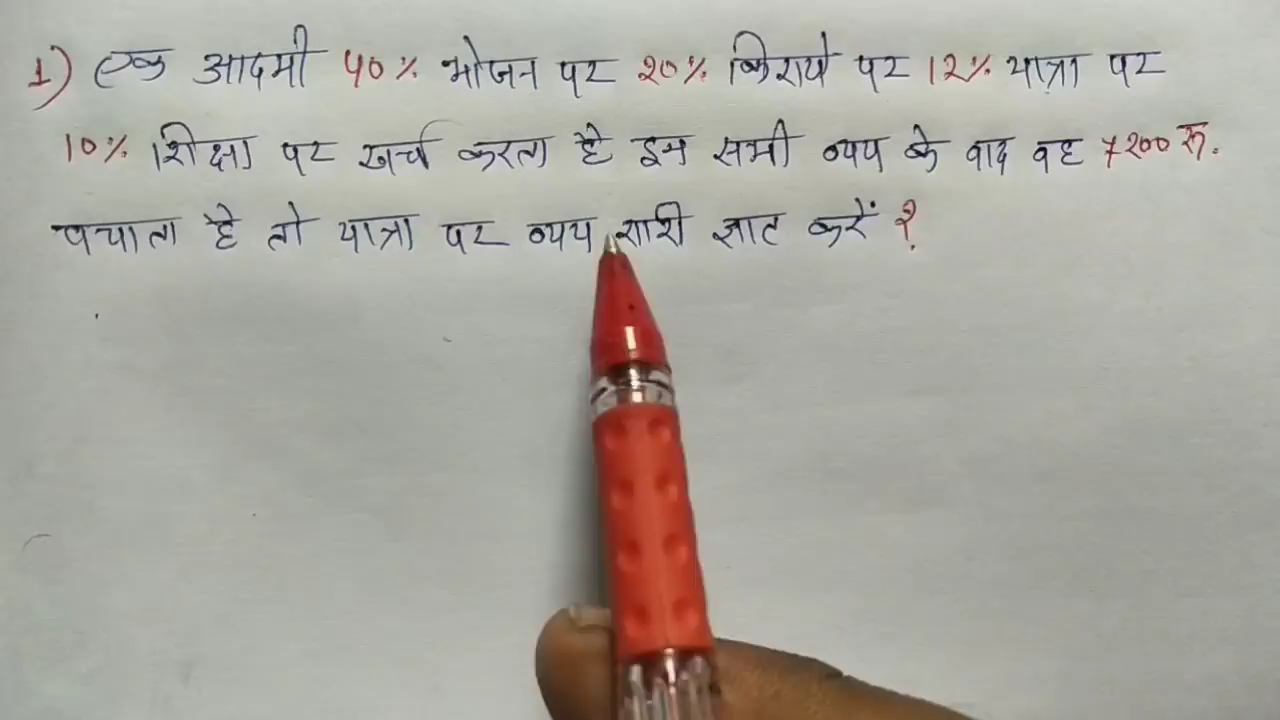 1) एक आदमी 40% भोजन पर 20% किराये पर 12% यात्रा पर
10% शिक्षा पर खर्च करता है इन सभी व्यय के बाद वह 7200 रू.
बचाता है तो यात्रा पर व्यय राशी ज्ञात करें ?